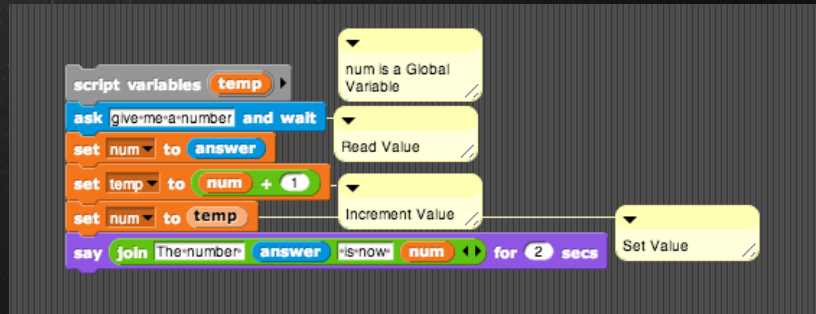 script variables temp
ask give me a number and wait
set num to answer
set temp to num + 1
set num to temp
say join The number answer is now num for 2 secs
num is a Global
Variable
Read Value
Increment Value
Set Value